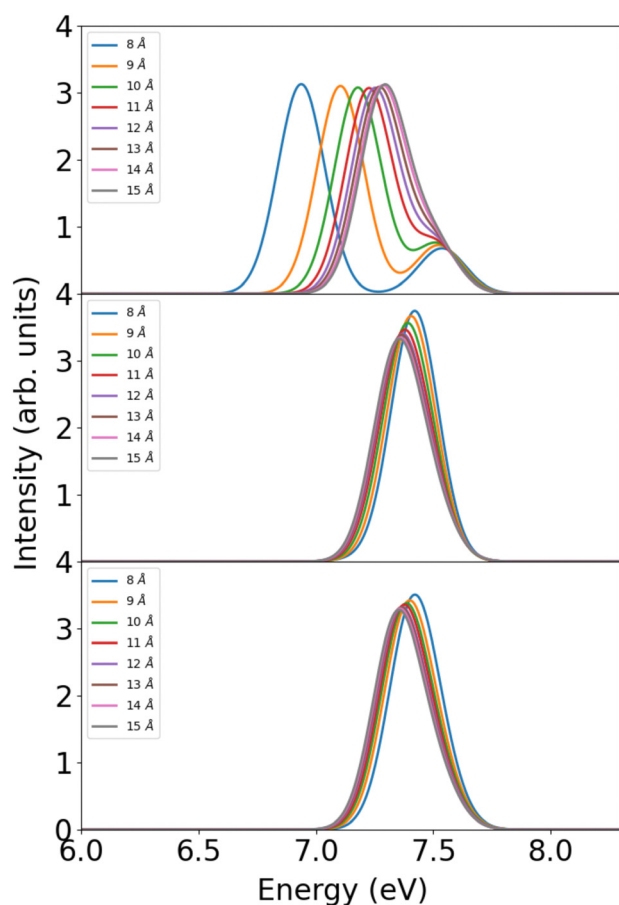 4
3
2
1
4
8 Å
9 Å
10 Å
11 Å
12 Å
13 Å
14 Å
15 Å
3
2
1
4
8 Å
9 Å
10 Å
11 Å
12 Å
13 Å
14 Å
15 Å
3
2
1
0
8 Å
9 Å
10 Å
11 Å
12 Å
13 Å
14 Å
15 Å
Intensity (arb. units)
6.0 6.5 7.0 7.5 8.0
Energy (eV)